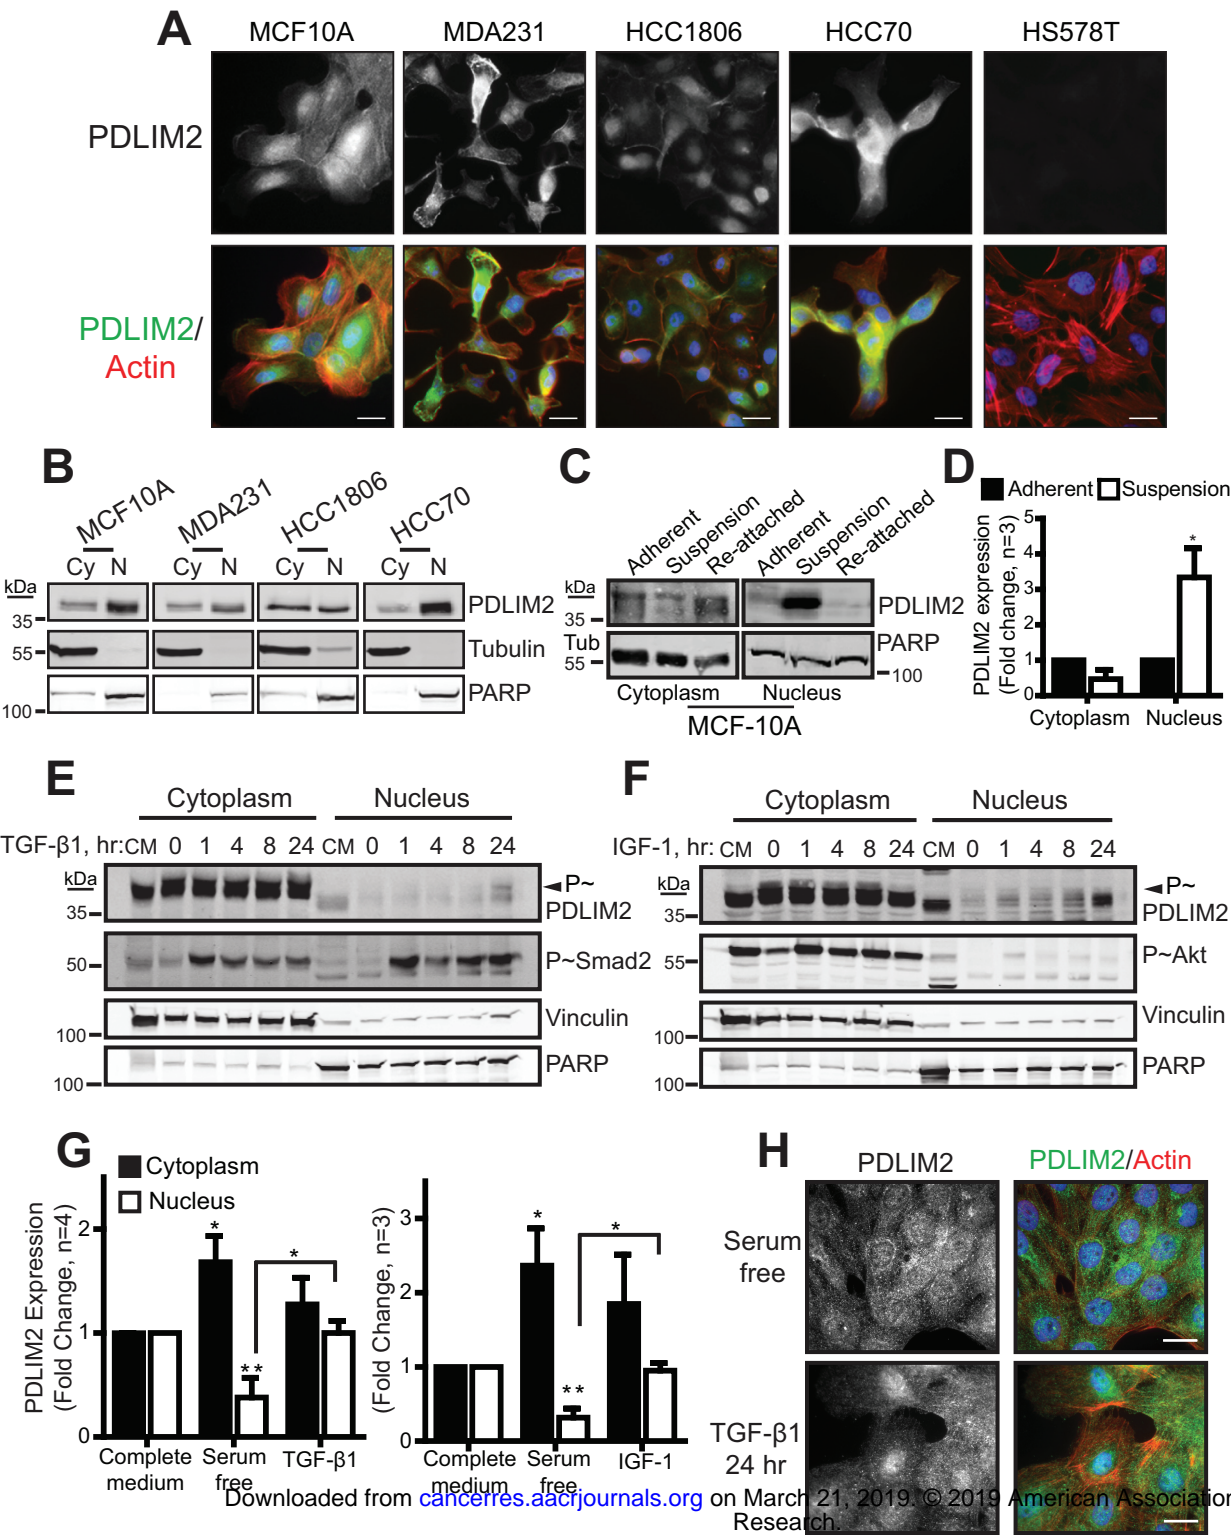 A
MCF10A MDA231 HCC1806 HCC70 HS578T
PDLIM2
PDLIM2/
Actin
B
MCF10A MDA231 HCC1806 HCC70
Cy N Cy N Cy N Cy N
kDa
35
PDLIM2
55
Tubulin
100
PARP
C
Adherent Suspension Re-attached Adherent Suspension Re-attached
kDa
35
PDLIM2
Tub
55
PARP
100
Cytoplasm Nucleus
MCF-10A
D
Adherent Suspension
PDLIM2 expression
(Fold change, n=3)
5
4
3
2
1
0
*
Cytoplasm Nucleus
E
Cytoplasm Nucleus
TGF-β1, hr: CM 0 1 4 8 24 CM 0 1 4 8 24
kDa
35
P~
PDLIM2
50
P~Smad2
Vinculin
100
PARP
100
F
Cytoplasm Nucleus
IGF-1, hr: CM 0 1 4 8 24 CM 0 1 4 8 24
kDa
35
P~
PDLIM2
55
P~Akt
Vinculin
100
PARP
100
G
Cytoplasm
Nucleus
PDLIM2 Expression
(Fold Change, n=4)
2
1
0
*
**
*
Complete medium
Serum free
TGF-β1
(Fold Change, n=3)
3
2
1
0
*
**
*
Complete medium
Serum free
IGF-1
H
PDLIM2 PDLIM2/Actin
Serum
free
TGF-β1
24 hr
Downloaded from cancerres.aacrjournals.org on March 21, 2019. © 2019 American Association
Research.